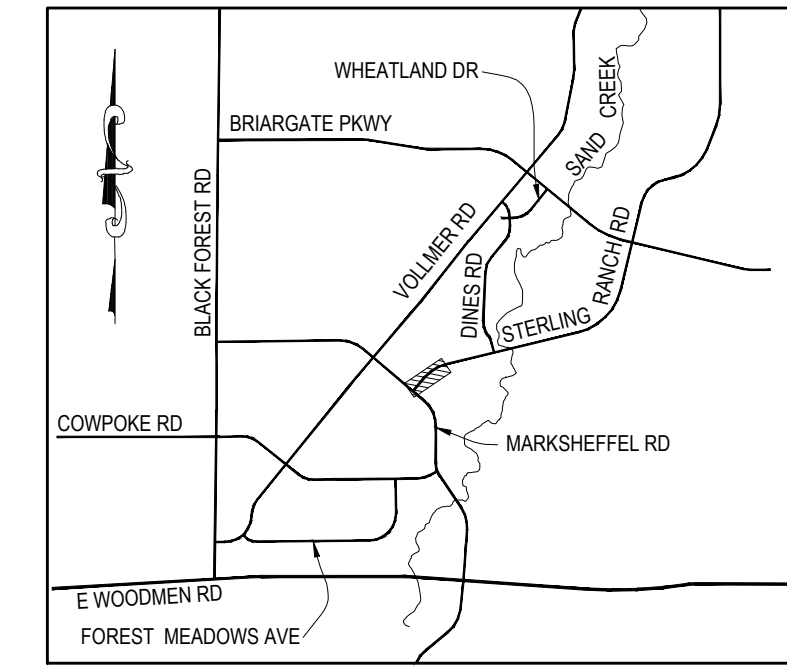 WHEATLAND DR
SAND CREEK
BRIARGATE PKWY
BLACK FOREST RD
VOLLMER RD
DINES RD
STERLING RANCH RD
COWPOKE RD
MARKSHEFFEL RD
E WOODMEN RD
FOREST MEADOWS AVE